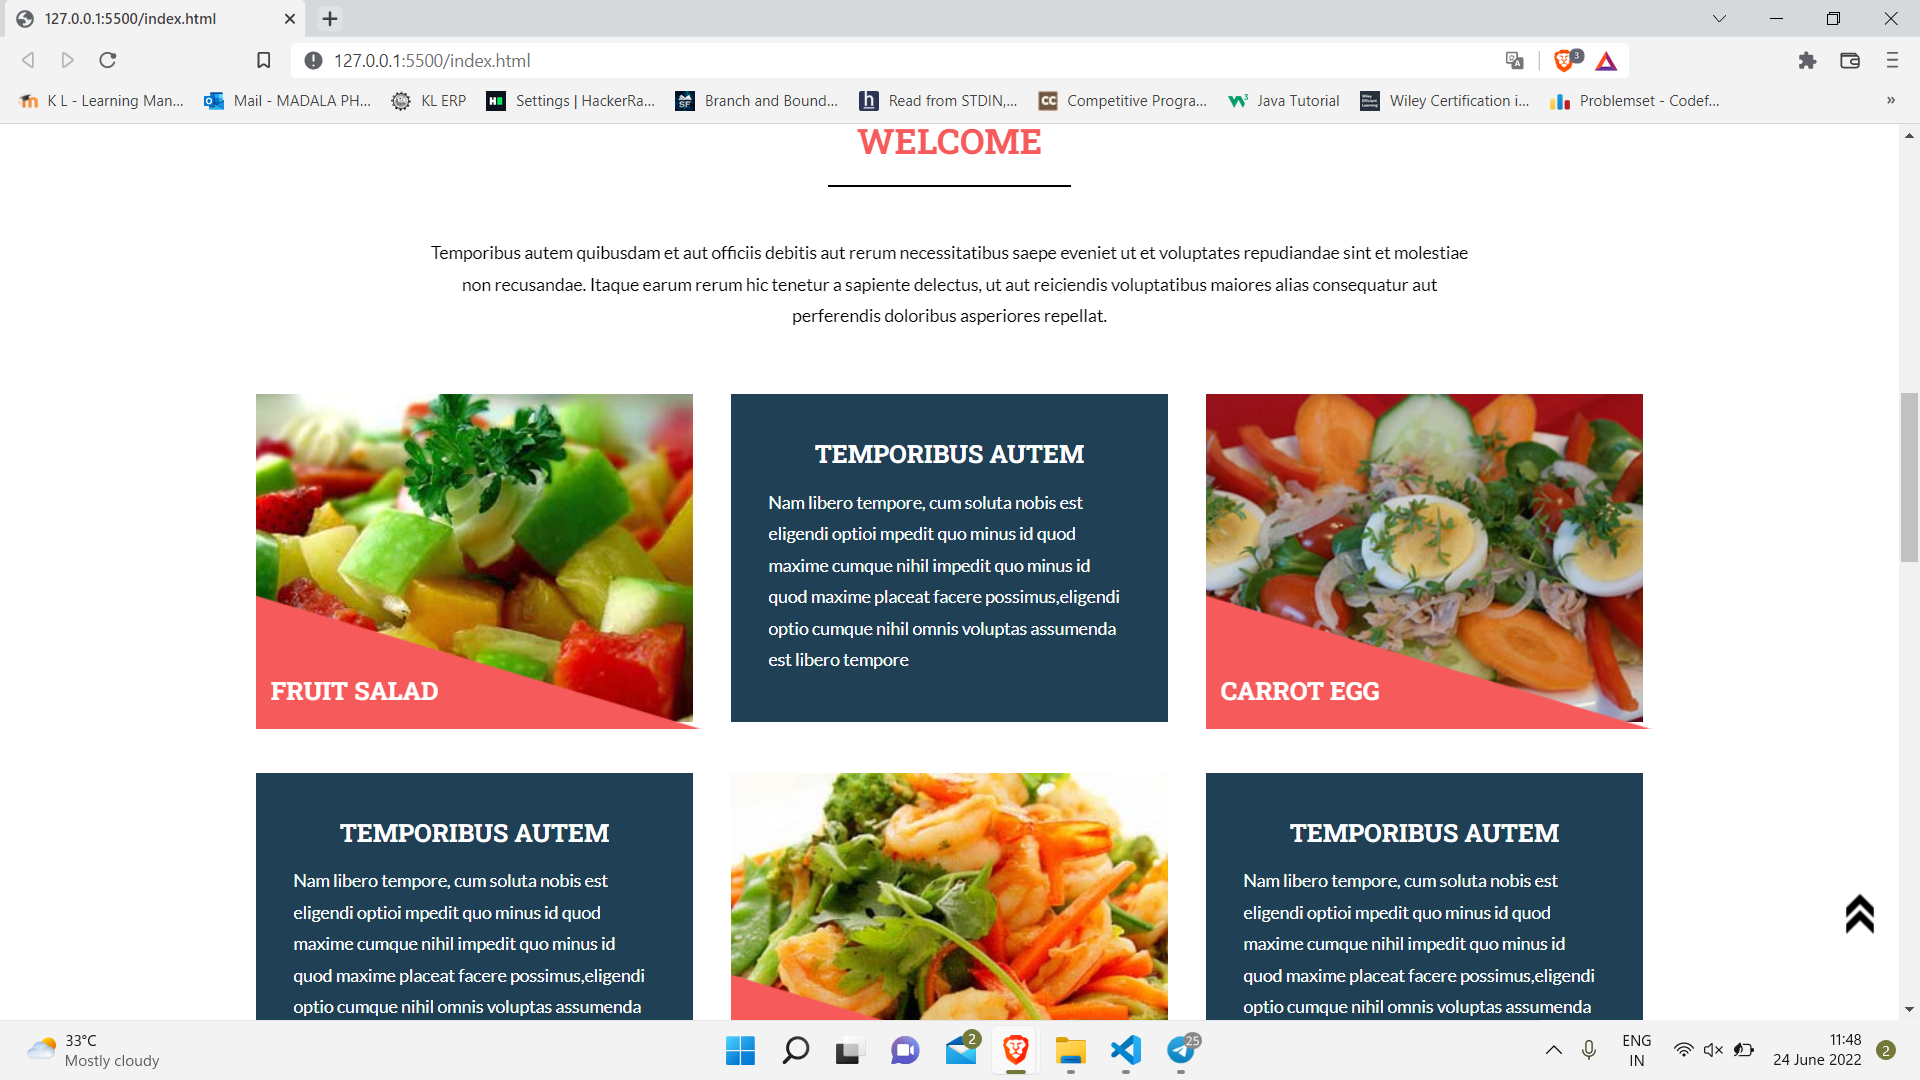 127.0.0.1:5500/index.html
127.0.0.1:5500/index.html
3
K L - Learning Man...
Mail - MADALA PH...
KL ERP
Settings | HackerRa...
Branch and Bound...
Read from STDIN,...
Competitive Progra...
Java Tutorial
Wiley Certification i...
Problemset - Codef...
»
WELCOME
Temporibus autem quibusdam et aut officiis debitis aut rerum necessitatibus saepe eveniet ut et voluptates repudiandae sint et molestiae
non recusandae. Itaque earum rerum hic tenetur a sapiente delectus, ut aut reiciendis voluptatibus maiores alias consequatur aut
perferendis doloribus asperiores repellat.
FRUIT SALAD
TEMPORIBUS AUTEM
Nam libero tempore, cum soluta nobis est
eligendi optioi mpedit quo minus id quod
maxime cumque nihil impedit quo minus id
quod maxime placeat facere possimus,eligendi
optio cumque nihil omnis voluptas assumenda
est libero tempore
CARROT EGG
TEMPORIBUS AUTEM
Nam libero tempore, cum soluta nobis est
eligendi optioi mpedit quo minus id quod
maxime cumque nihil impedit quo minus id
quod maxime placeat facere possimus,eligendi
optio cumque nihil omnis voluptas assumenda
TEMPORIBUS AUTEM
Nam libero tempore, cum soluta nobis est
eligendi optioi mpedit quo minus id quod
maxime cumque nihil impedit quo minus id
quod maxime placeat facere possimus,eligendi
optio cumque nihil omnis voluptas assumenda
33°C
Mostly cloudy
2
25
ENG
IN
11:48
24 June 2022
2